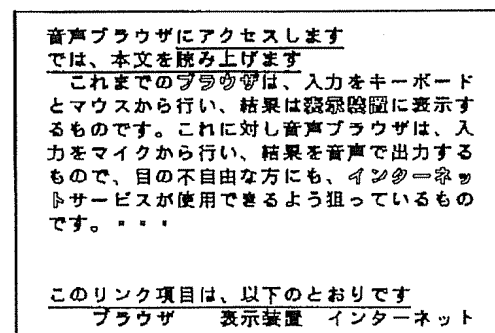 音声ブラウザにアクセスします
では、本文を読み上げます
これまでのブラウザは、入力をキーボード
とマウスから行い、結果は表示装置に表示す
るものです。これに対し音声ブラウザは、入
力をマイクから行い、結果を音声で出力する
もので、目の不自由な方にも、インターネッ
トサービスが使用できるよう狙っているもの
です。・・・
このリンク項目は、以下のとおりです
ブラウザ　表示装置　インターネット